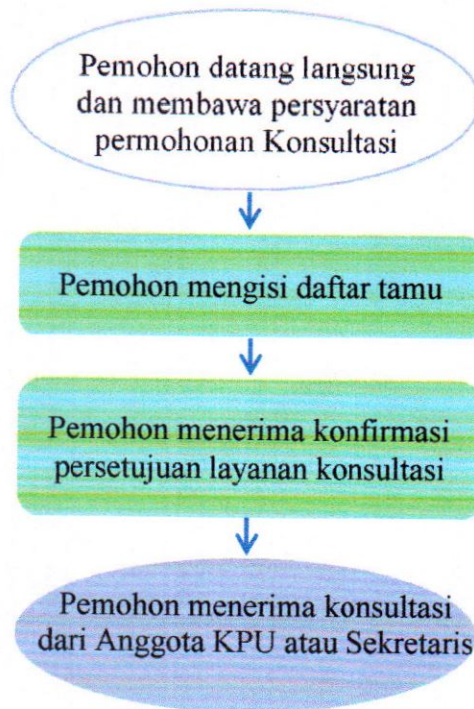 Pemohon datang langsung
dan membawa persyaratan
permohonan Konsultasi
Pemohon mengisi daftar tamu
Pemohon menerima konfirmasi
persetujuan layanan konsultasi
Pemohon menerima konsultasi
dari Anggota KPU atau Sekretaris